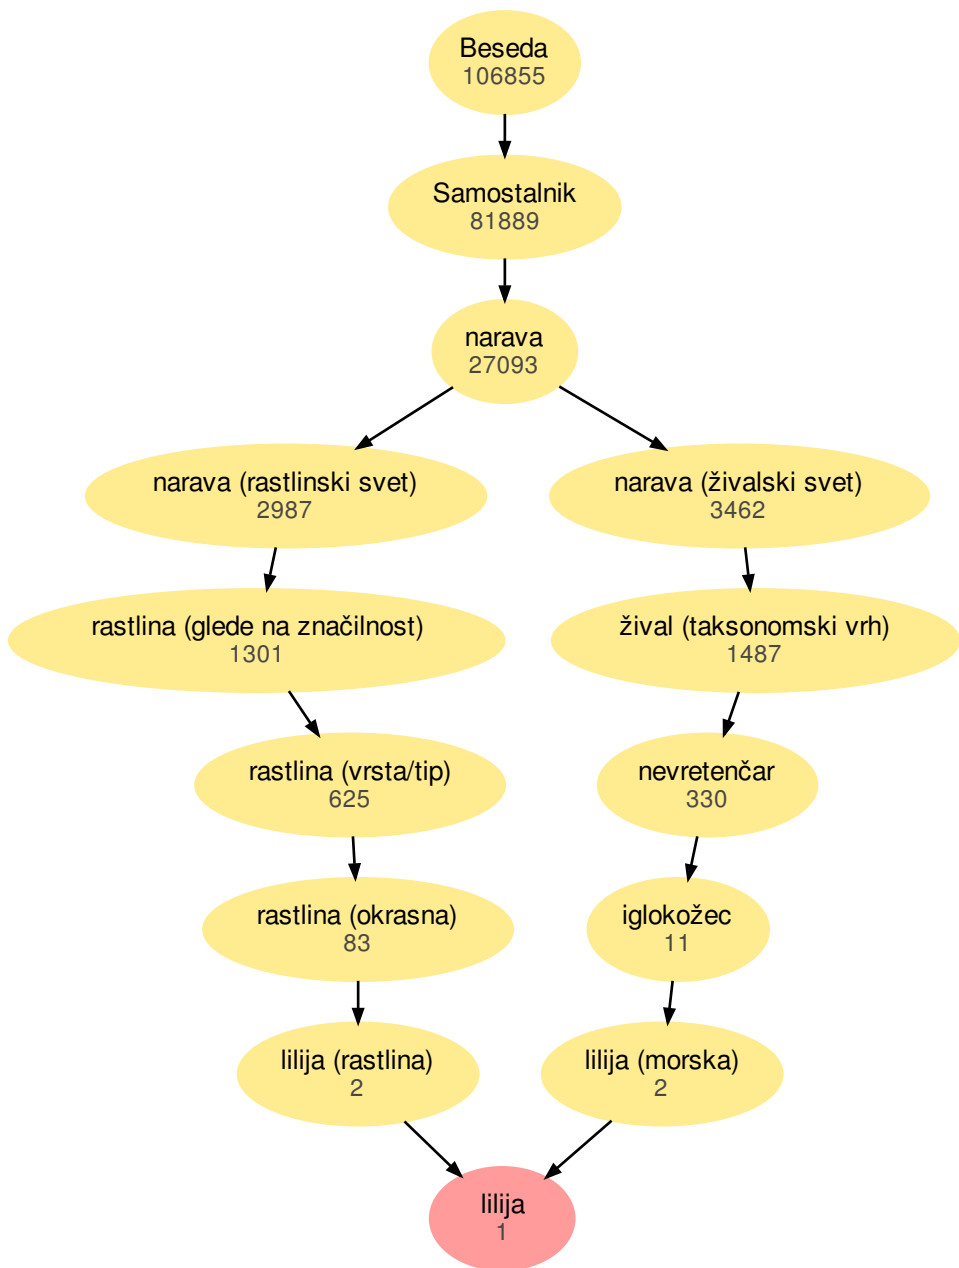 Beseda
106855
Samostalnik
81889
narava
27093
narava (rastlinski svet)
2987
narava (živalski svet)
3462
rastlina (glede na značilnost)
1301
žival (taksonomski vrh)
1487
rastlina (vrsta/tip)
625
nevretenčar
330
rastlina (okrasna)
83
iglokožec
11
lilija (rastlina)
2
lilija (morska)
2
lilija
1